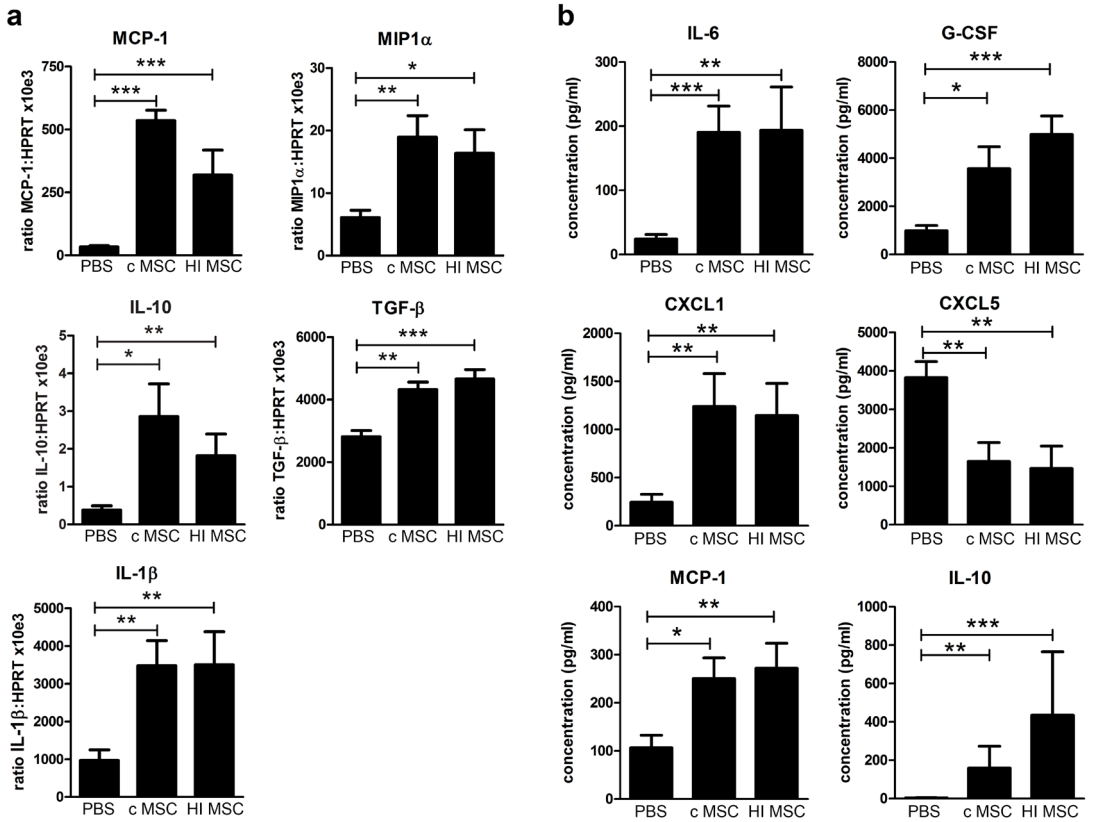 a
MCP-1
ratio MCP-1:HPRT x10e3
750
500
250
0
***
***
PBS
c MSC
HI MSC
MIP1α
ratio MIP1α:HPRT x10e3
30
20
10
0
*
**
PBS
c MSC
HI MSC
IL-10
ratio IL-10:HPRT x10e3
5
4
3
2
1
0
**
*
PBS
c MSC
HI MSC
TGF-β
ratio TGF-β:HPRT x10e3
6000
4000
2000
0
***
**
PBS
c MSC
HI MSC
IL-1β
ratio IL-1β:HPRT x10e3
5000
4000
3000
2000
1000
0
**
**
PBS
c MSC
HI MSC
b
IL-6
concentration (pg/ml)
300
200
100
0
**
***
PBS
c MSC
HI MSC
G-CSF
concentration (pg/ml)
8000
6000
4000
2000
0
***
*
PBS
c MSC
HI MSC
CXCL1
concentration (pg/ml)
2000
1500
1000
500
0
**
**
PBS
c MSC
HI MSC
CXCL5
concentration (pg/ml)
5000
4000
3000
2000
1000
0
**
**
PBS
c MSC
HI MSC
MCP-1
concentration (pg/ml)
400
300
200
100
0
**
*
PBS
c MSC
HI MSC
IL-10
concentration (pg/ml)
1000
800
600
400
200
0
***
**
PBS
c MSC
HI MSC